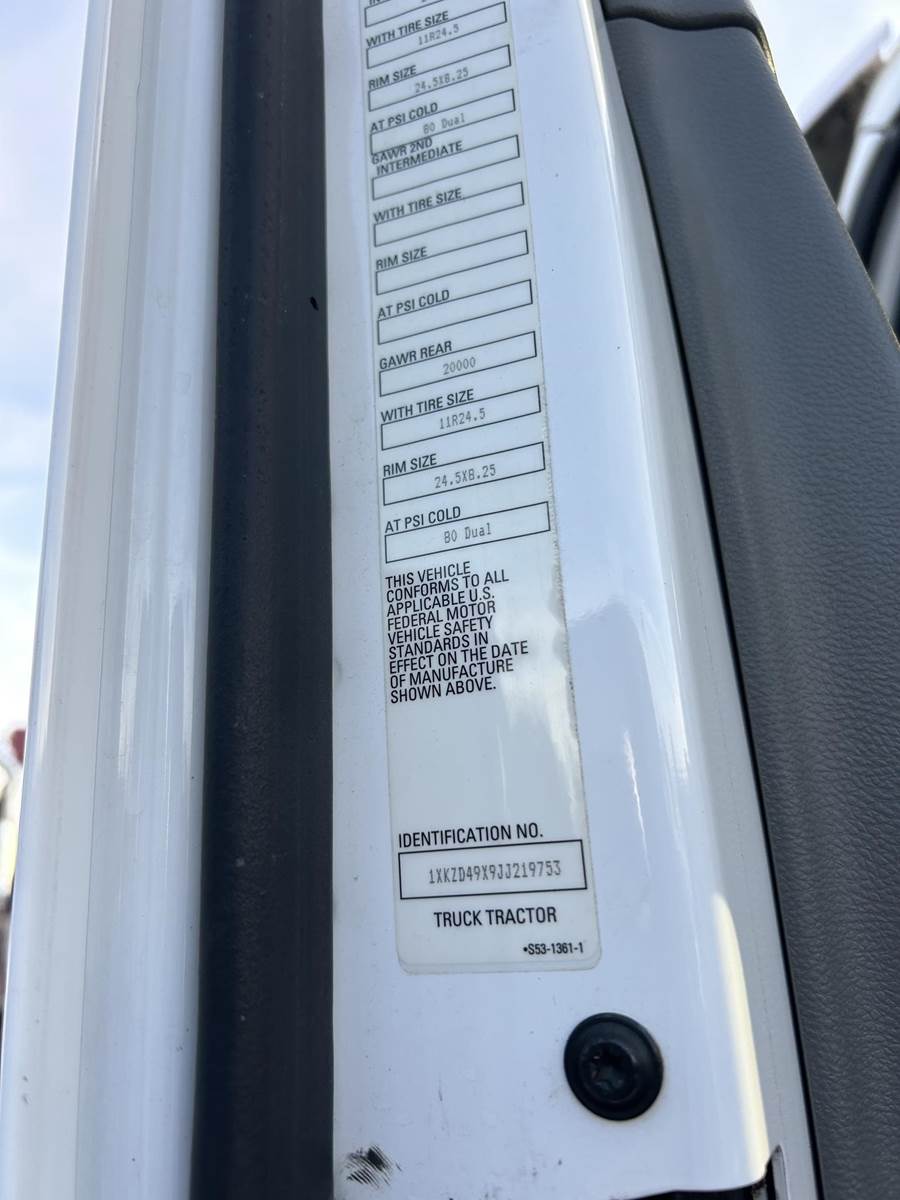 WITH TIRE SIZE
11R24.5
RIM SIZE
24.5X8.25
AT PSI COLD
80 Dual
GAWR 2ND
INTERMEDIATE
WITH TIRE SIZE
RIM SIZE
AT PSI COLD
GAWR REAR
20000
WITH TIRE SIZE
11R24.5
RIM SIZE
24.5X8.25
AT PSI COLD
80 Dual
THIS VEHICLE
CONFORMS TO ALL
APPLICABLE U.S.
FEDERAL MOTOR
VEHICLE SAFETY
STANDARDS IN
EFFECT ON THE DATE
OF MANUFACTURE
SHOWN ABOVE.
IDENTIFICATION NO.
1XKZD49X9JJ219753
TRUCK TRACTOR
•S53-1361-1